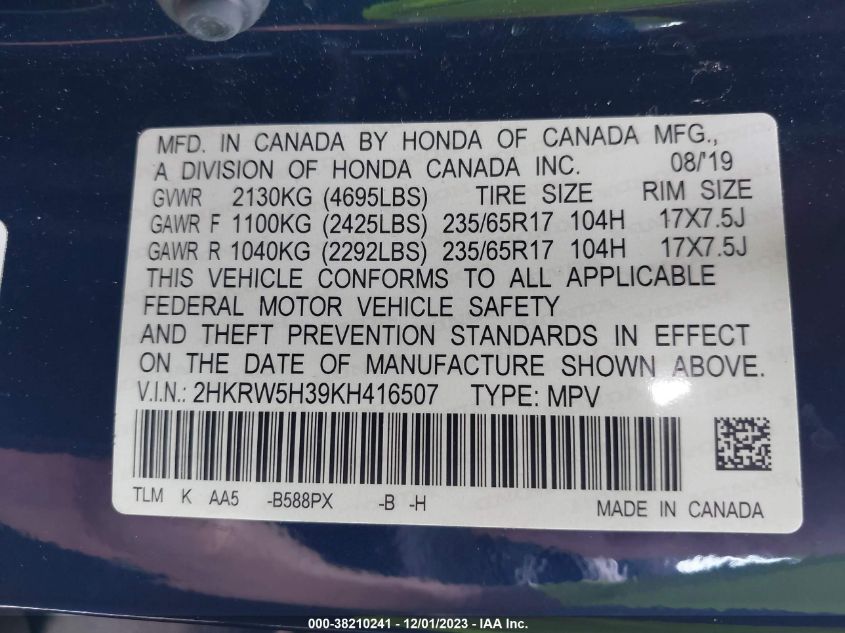 MFD. IN CANADA BY HONDA OF CANADA MFG.,
A DIVISION OF HONDA CANADA INC. 08/'19
GVWR 2130KG (4695LBS) TIRE SIZE RIM SIZE
GAWR F 1100KG (2425LBS) 235/65R17 104H 17X7.5J
GAWR R 1040KG (2292LBS) 235/65R17 104H 17X7.5J
THIS VEHICLE CONFORMS TO ALL APPLICABLE
FEDERAL MOTOR VEHICLE SAFETY
AND THEFT PREVENTION STANDARDS IN EFFECT
ON THE DATE OF MANUFACTURE SHOWN ABOVE.
V.I.N.: 2HKRW5H39KH416507 TYPE: MPV
TLM K AA5 -B588PX -B -H MADE IN CANADA
000-38210241 - 12/01/2023 - IAA Inc.